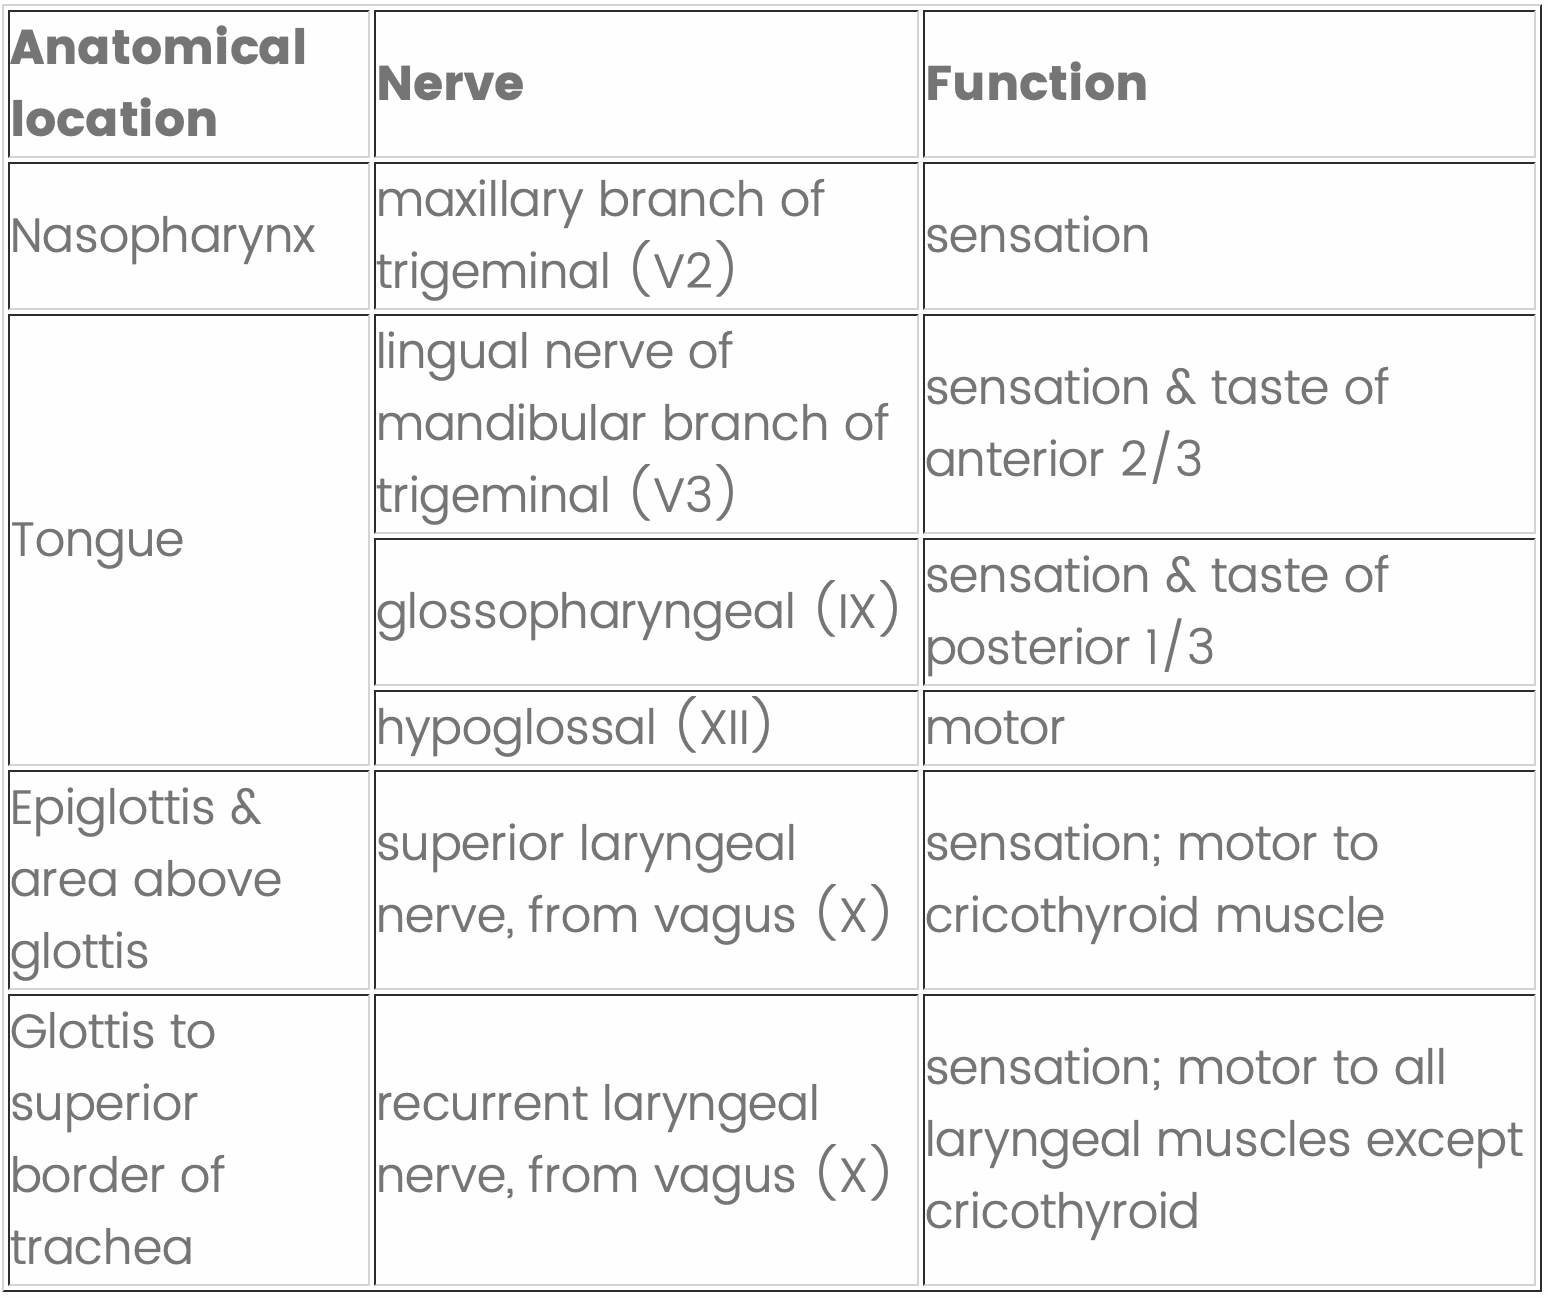 Anatomical
location
Nerve
Function
Nasopharynx
maxillary branch of
trigeminal (V2)
sensation
Tongue
lingual nerve of
mandibular branch of
trigeminal (V3)
sensation & taste of
anterior 2/3
glossopharyngeal (IX)
sensation & taste of
posterior 1/3
hypoglossal (XII)
motor
Epiglottis &
area above
glottis
superior laryngeal
nerve, from vagus (X)
sensation; motor to
cricothyroid muscle
Glottis to
superior
border of
trachea
recurrent laryngeal
nerve, from vagus (X)
sensation; motor to all
laryngeal muscles except
cricothyroid